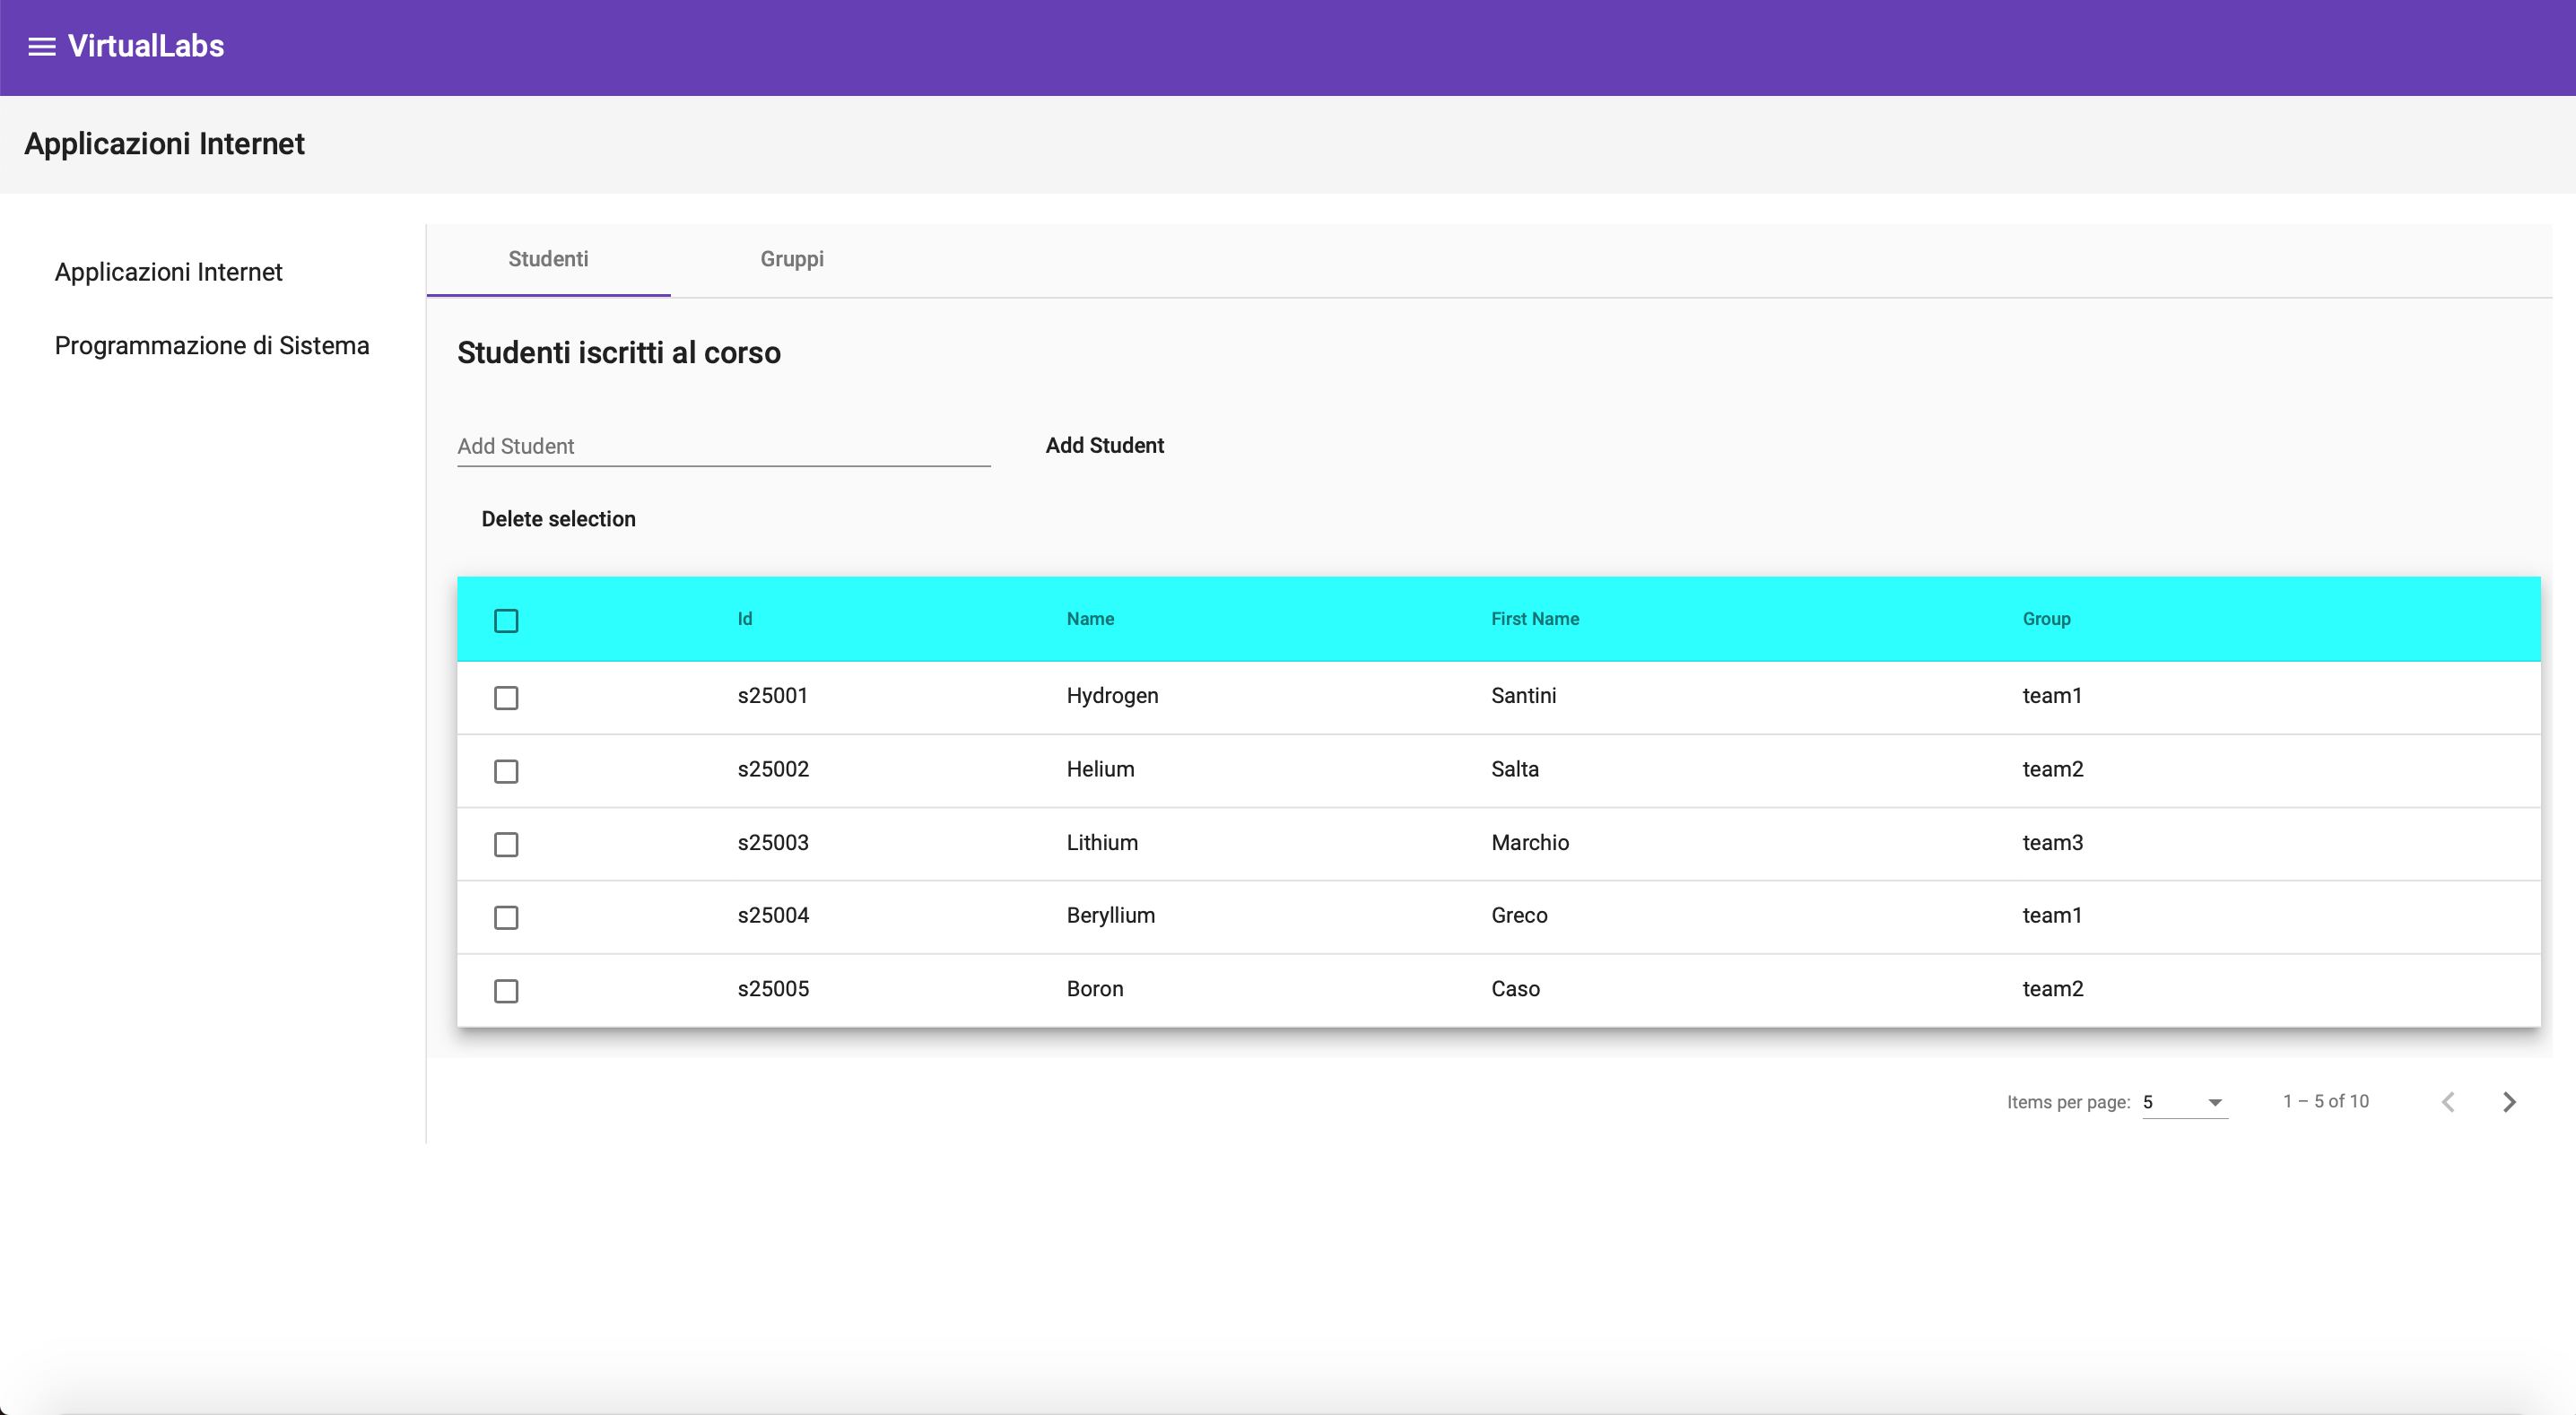 VirtualLabs
Applicazioni Internet
Applicazioni Internet
Programmazione di Sistema
Studenti Gruppi
Studenti iscritti al corso
Add Student Add Student
Delete selection
Id Name First Name Group
s25001 Hydrogen Santini team1
s25002 Helium Salta team2
s25003 Lithium Marchio team3
s25004 Beryllium Greco team1
s25005 Boron Caso team2
Items per page: 5 1 – 5 of 10